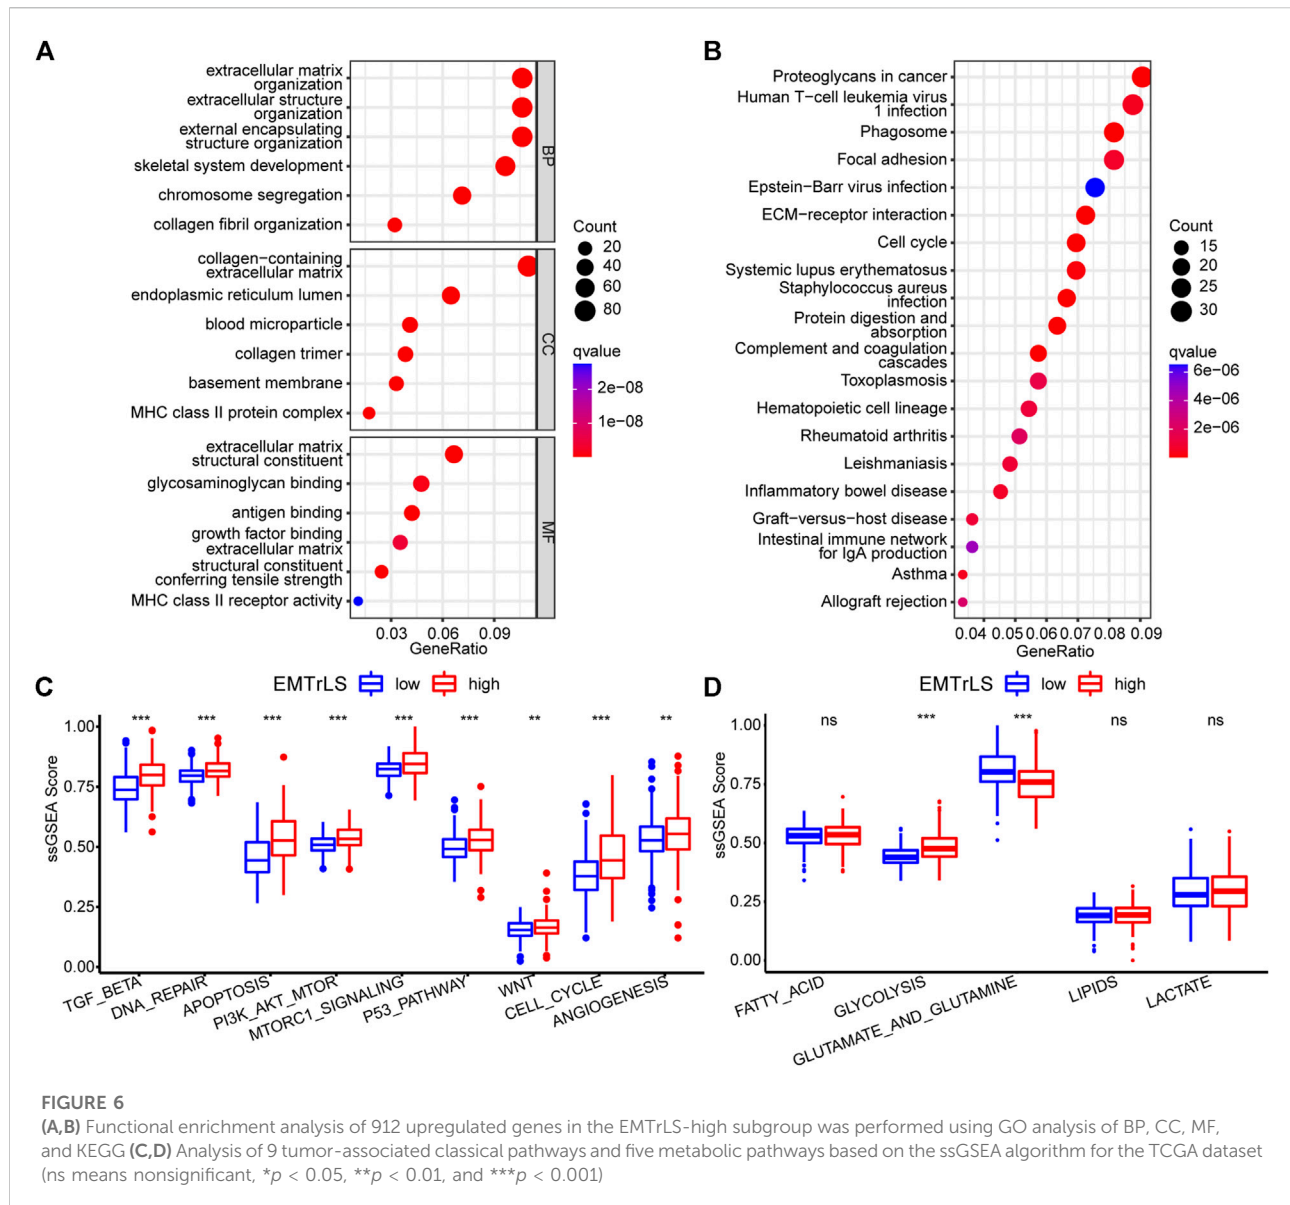 A
extracellular matrix
organization
extracellular structure
organization
external encapsulating
structure organization
skeletal system development
chromosome segregation
collagen fibril organization
BP
collagen−containing
extracellular matrix
endoplasmic reticulum lumen
blood microparticle
collagen trimer
basement membrane
MHC class II protein complex
CC
extracellular matrix
structural constituent
glycosaminoglycan binding
antigen binding
growth factor binding
extracellular matrix
structural constituent
conferring tensile strength
MHC class II receptor activity
MF
0.03 0.06 0.09
GeneRatio
Count
20
40
60
80
qvalue
2e−08
1e−08
B
Proteoglycans in cancer
Human T−cell leukemia virus
1 infection
Phagosome
Focal adhesion
Epstein−Barr virus infection
ECM−receptor interaction
Cell cycle
Systemic lupus erythematosus
Staphylococcus aureus
infection
Protein digestion and
absorption
Complement and coagulation
cascades
Toxoplasmosis
Hematopoietic cell lineage
Rheumatoid arthritis
Leishmaniasis
Inflammatory bowel disease
Graft−versus−host disease
Intestinal immune network
for IgA production
Asthma
Allograft rejection
0.04 0.05 0.06 0.07 0.08 0.09
GeneRatio
Count
15
20
25
30
qvalue
6e−06
4e−06
2e−06
C
EMTrLS low high
*** *** *** *** *** *** ** *** **
ssGSEA Score
1.00
0.75
0.50
0.25
0.00
TGF_BETA
DNA_REPAIR
APOPTOSIS
PI3K_AKT_MTOR
MTORC1_SIGNALING
P53_PATHWAY
WNT
CELL_CYCLE
ANGIOGENESIS
D
EMTrLS low high
ns *** *** ns ns
ssGSEA Score
1.00
0.75
0.50
0.25
0.00
FATTY_ACID
GLYCOLYSIS
GLUTAMATE_AND_GLUTAMINE
LIPIDS
LACTATE
FIGURE 6
(A,B) Functional enrichment analysis of 912 upregulated genes in the EMTrLS-high subgroup was performed using GO analysis of BP, CC, MF,
and KEGG (C,D) Analysis of 9 tumor-associated classical pathways and five metabolic pathways based on the ssGSEA algorithm for the TCGA dataset
(ns means nonsignificant, *p < 0.05, **p < 0.01, and ***p < 0.001)